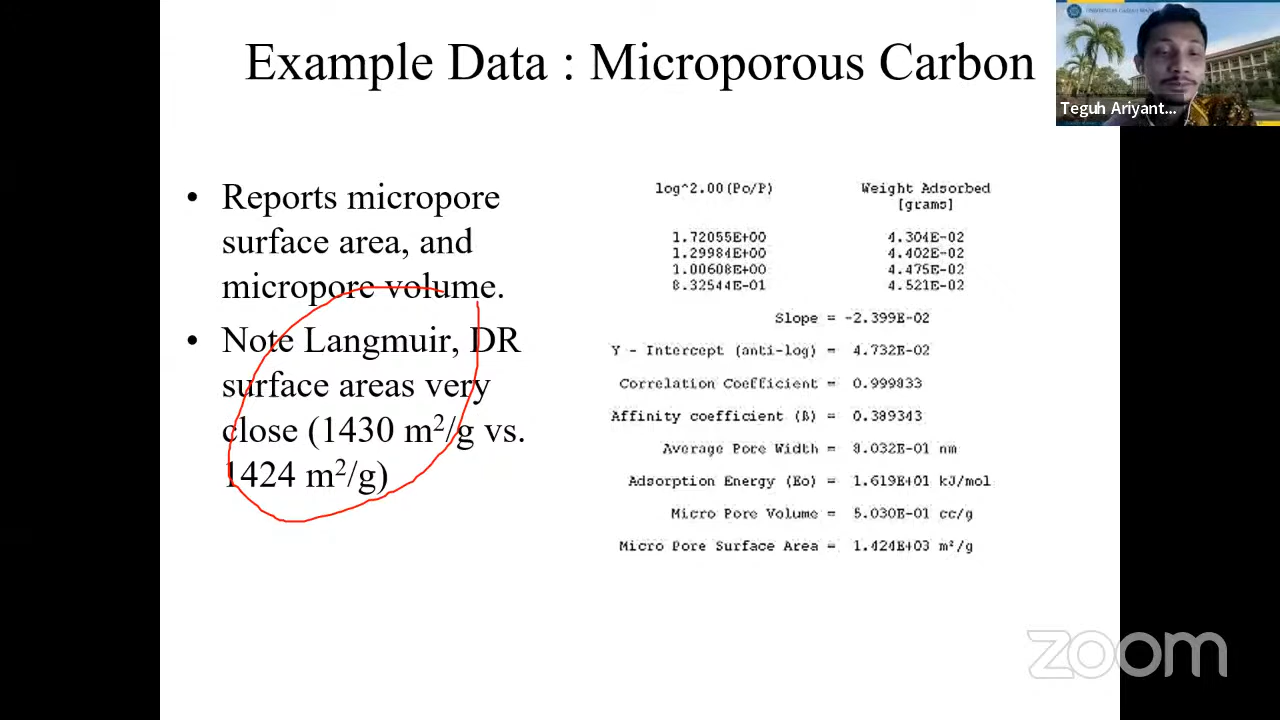 Example Data : Microporous Carbon
Teguh Ariyant...
• Reports micropore
surface area, and
micropore volume.
• Note Langmuir, DR
surface areas very
close (1430 m²/g vs.
1424 m²/g)
log^2.00(Po/P) Weight Adsorbed
[grams]
1.72055E+00 4.304E-02
1.29984E+00 4.402E-02
1.00608E+00 4.475E-02
8.32544E-01 4.521E-02
Slope = -2.399E-02
Y - Intercept (anti-log) = 4.732E-02
Correlation Coefficient = 0.999833
Affinity coefficient (ß) = 0.389343
Average Pore Width = 8.032E-01 nm
Adsorption Energy (Eo) = 1.619E+01 kJ/mol
Micro Pore Volume = 5.030E-01 cc/g
Micro Pore Surface Area = 1.424E+03 m²/g
zoom